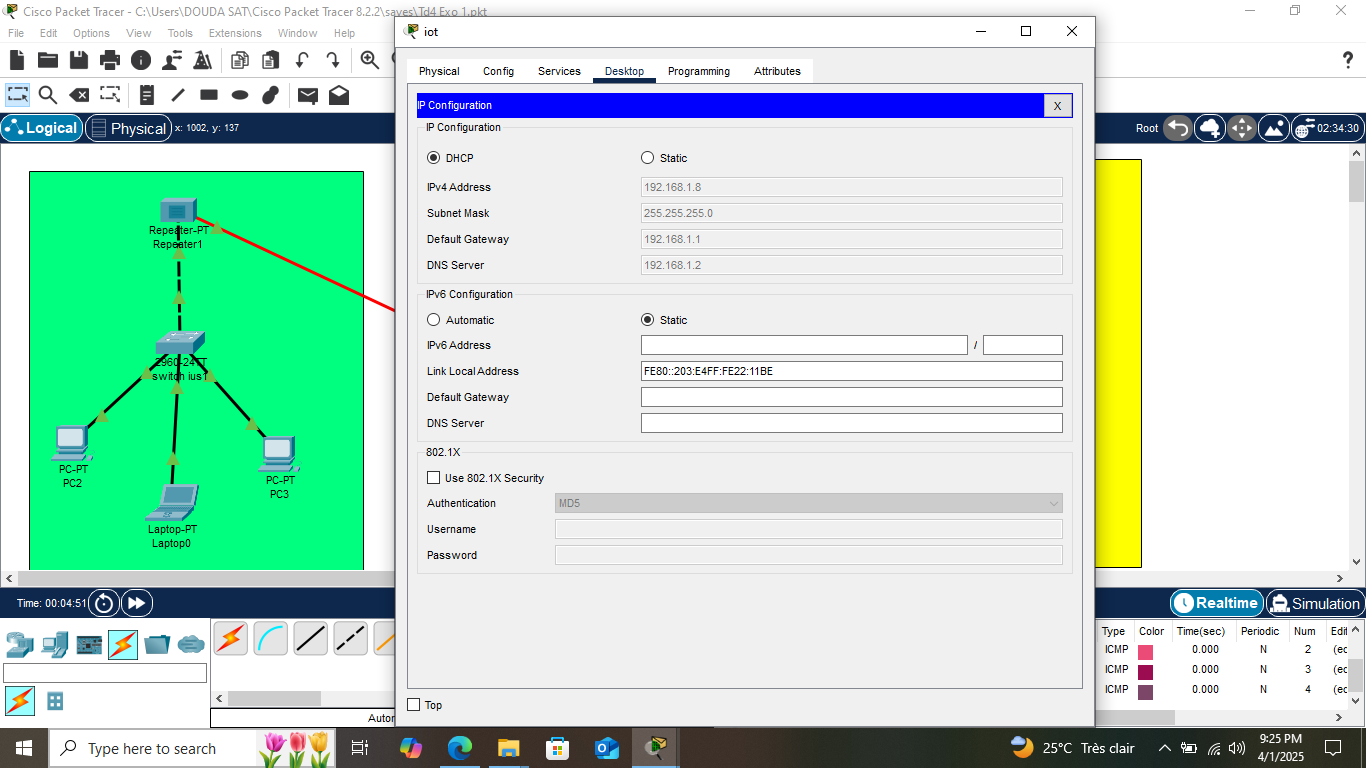 Cisco Packet Tracer - C:\Users\DOUDA SAT\Cisco Packet Tracer 8.2.2\saves\Td4 Exo 1.pkt
File Edit Options View Tools Extensions Window Help
iot
Physical Config Services Desktop Programming Attributes
Logical Physical x: 1002, y: 137
Root 02:34:30
IP Configuration X
IP Configuration
DHCP Static
IPv4 Address 192.168.1.8
Subnet Mask 255.255.255.0
Default Gateway 192.168.1.1
DNS Server 192.168.1.2
IPv6 Configuration
Automatic Static
IPv6 Address /
Link Local Address FE80::203:E4FF:FE22:11BE
Default Gateway
DNS Server
802.1X
Use 802.1X Security
Authentication MD5
Username
Password
Top
Repeater-PT
Repeater1
2960-24TT
switch ius1
PC-PT
PC2
PC-PT
PC3
Laptop-PT
Laptop0
Time: 00:04:51
Realtime Simulation
Type Color Time(sec) Periodic Num Edi
ICMP 0.000 N 2 (ec
ICMP 0.000 N 3 (ec
ICMP 0.000 N 4 (ec
Autor
Type here to search
25°C Très clair
9:25 PM
4/1/2025